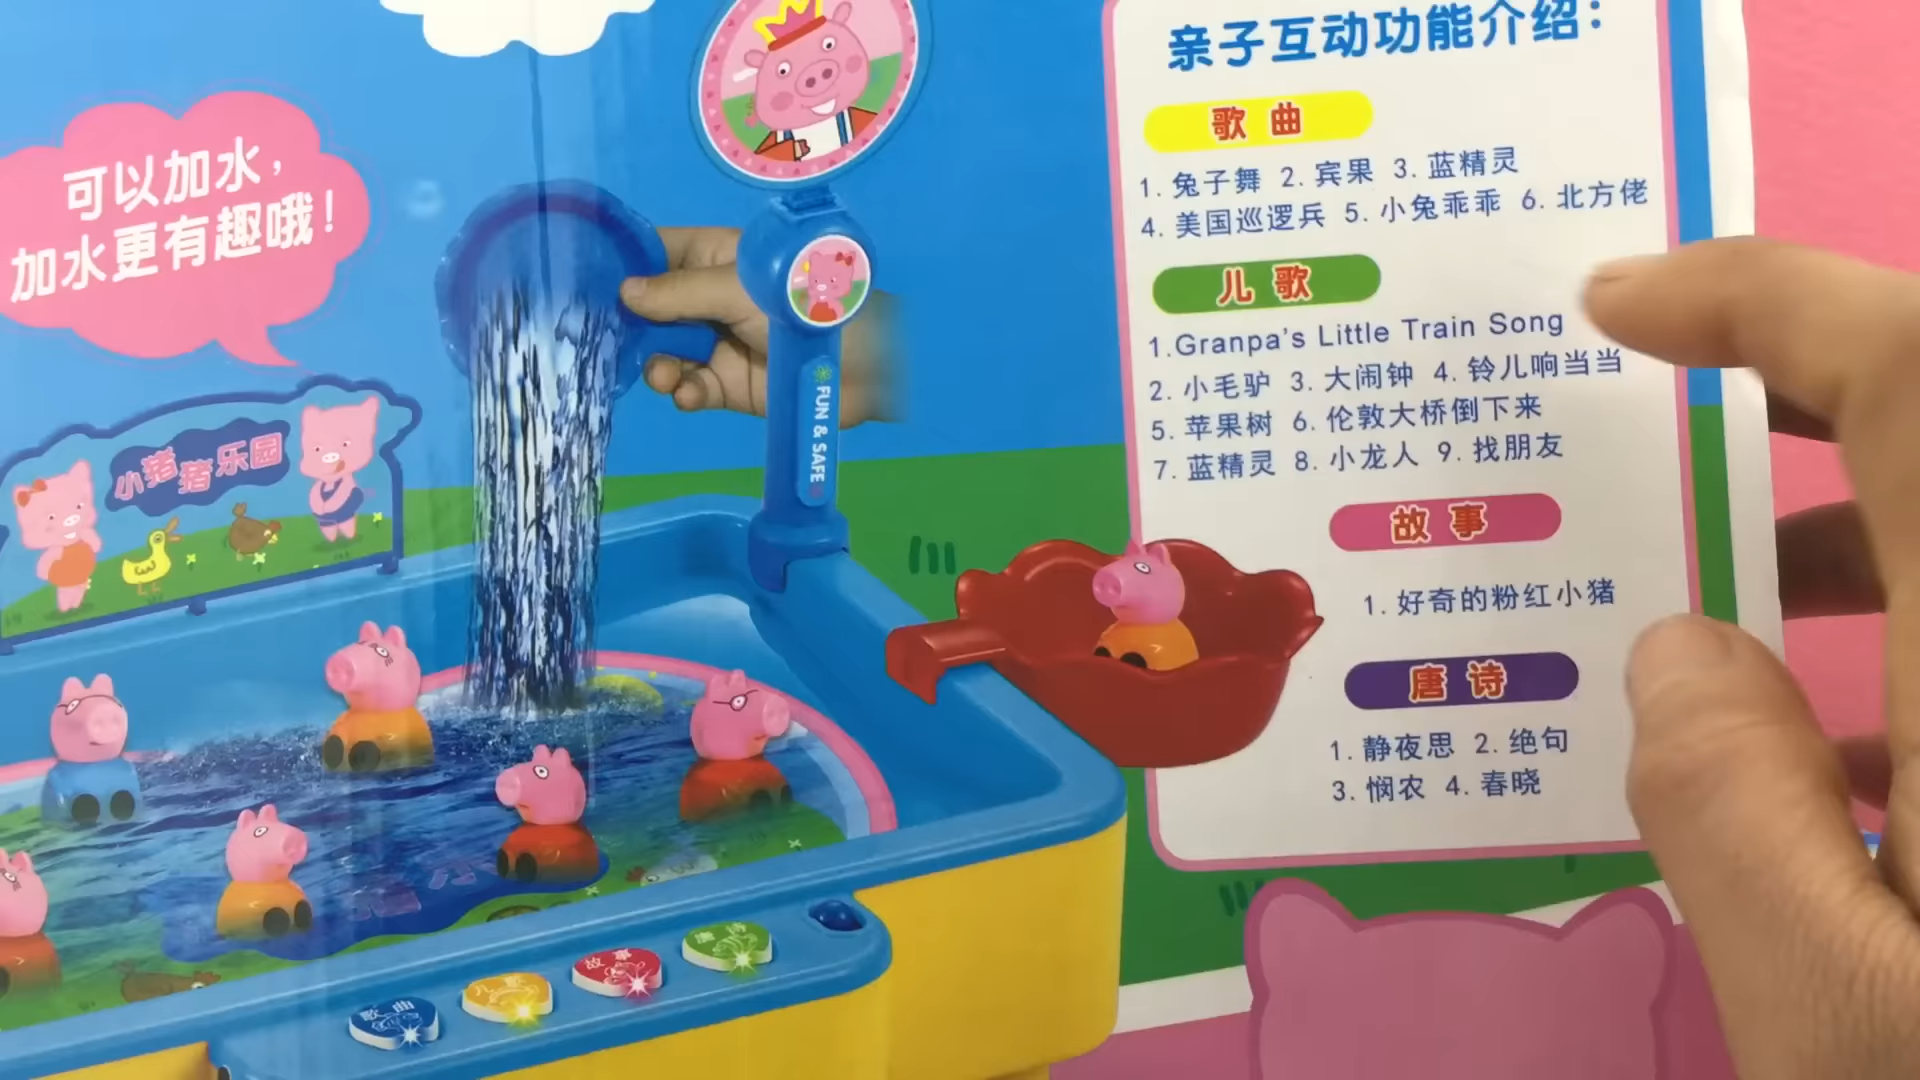 亲子互动功能介绍：
可以加水，
加水更有趣哦！
歌曲
1. 兔子舞 2. 宾果 3. 蓝精灵
4. 美国巡逻兵 5. 小兔乖乖 6. 北方佬
儿歌
1.Granpa's Little Train Song
2. 小毛驴 3. 大闹钟 4. 铃儿响当当
5. 苹果树 6. 伦敦大桥倒下来
7. 蓝精灵 8. 小龙人 9. 找朋友
FUN & SAFE
小猪猪乐园
故事
1. 好奇的粉红小猪
唐诗
1. 静夜思 2. 绝句
3. 悯农 4. 春晓
歌曲
儿歌
故事
唐诗